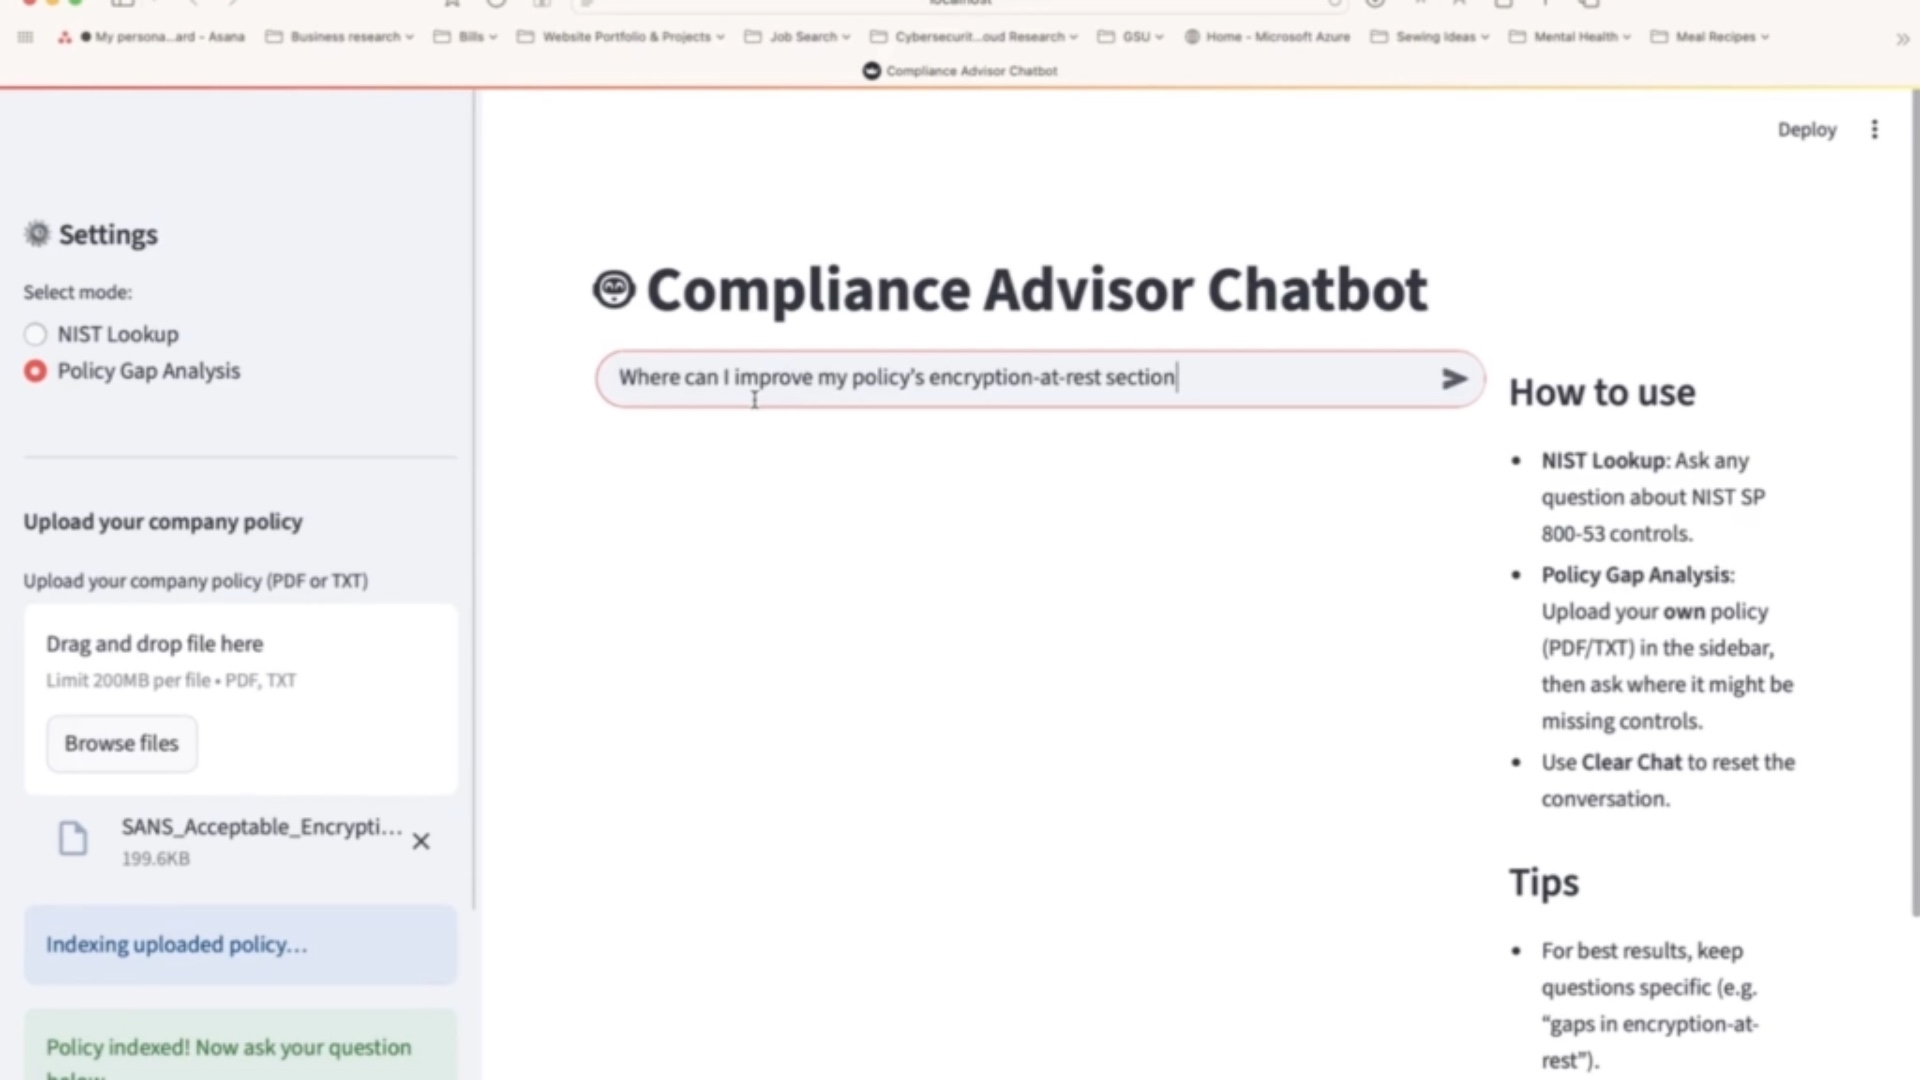 My persona...ard - Asana
Business research
Bills
Website Portfolio & Projects
Job Search
Cybersecurit...oud Research
GSU
Home - Microsoft Azure
Sewing Ideas
Mental Health
Meal Recipes
Compliance Advisor Chatbot
Deploy
Settings
Select mode:
NIST Lookup
Policy Gap Analysis
Upload your company policy
Upload your company policy (PDF or TXT)
Drag and drop file here
Limit 200MB per file • PDF, TXT
Browse files
SANS_Acceptable_Encrypti...
199.6KB
Indexing uploaded policy...
Policy indexed! Now ask your question
Compliance Advisor Chatbot
Where can I improve my policy's encryption-at-rest section
How to use
• NIST Lookup: Ask any
question about NIST SP
800-53 controls.
• Policy Gap Analysis:
Upload your own policy
(PDF/TXT) in the sidebar,
then ask where it might be
missing controls.
• Use Clear Chat to reset the
conversation.
Tips
• For best results, keep
questions specific (e.g.
“gaps in encryption-at-
rest”).